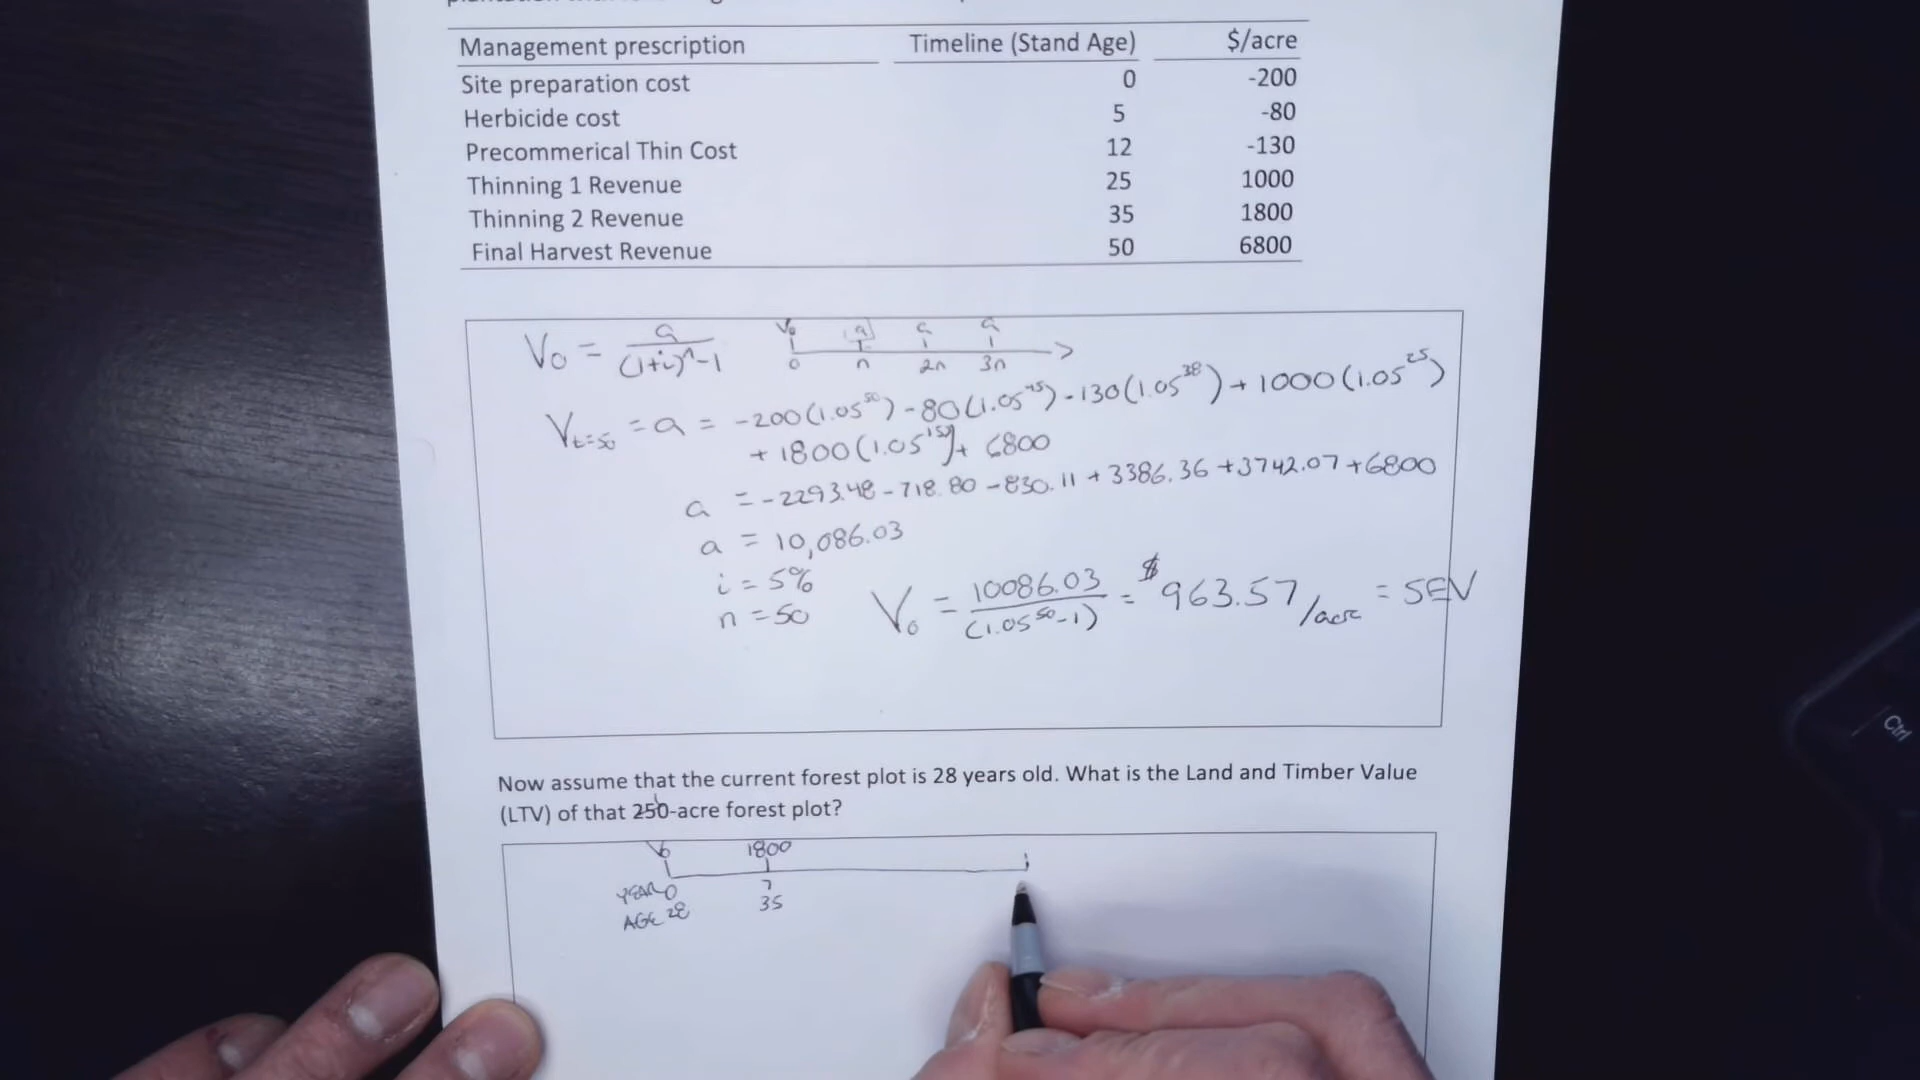 Management prescription Timeline (Stand Age) $/acre
Site preparation cost 0 -200
Herbicide cost 5 -80
Precommerical Thin Cost 12 -130
Thinning 1 Revenue 25 1000
Thinning 2 Revenue 35 1800
Final Harvest Revenue 50 6800
V₀ = a / (1+i)^n-1
V₀ a a a
0 n 2n 3n
V t=50 = a = -200(1.05^50) - 80(1.05^45) - 130(1.05^38) + 1000(1.05^25)
+ 1800(1.05^15) + 6800
a = -2293.48 - 718.80 - 830.11 + 3386.36 + 3742.07 + 6800
a = 10,086.03
i = 5%
n = 50
V₀ = 10086.03 / (1.05^50-1) = $963.57/acre = SEV
Now assume that the current forest plot is 28 years old. What is the Land and Timber Value
(LTV) of that 250-acre forest plot?
V₀ 1800
YEAR 0 7
AGE 28 35
Ctrl